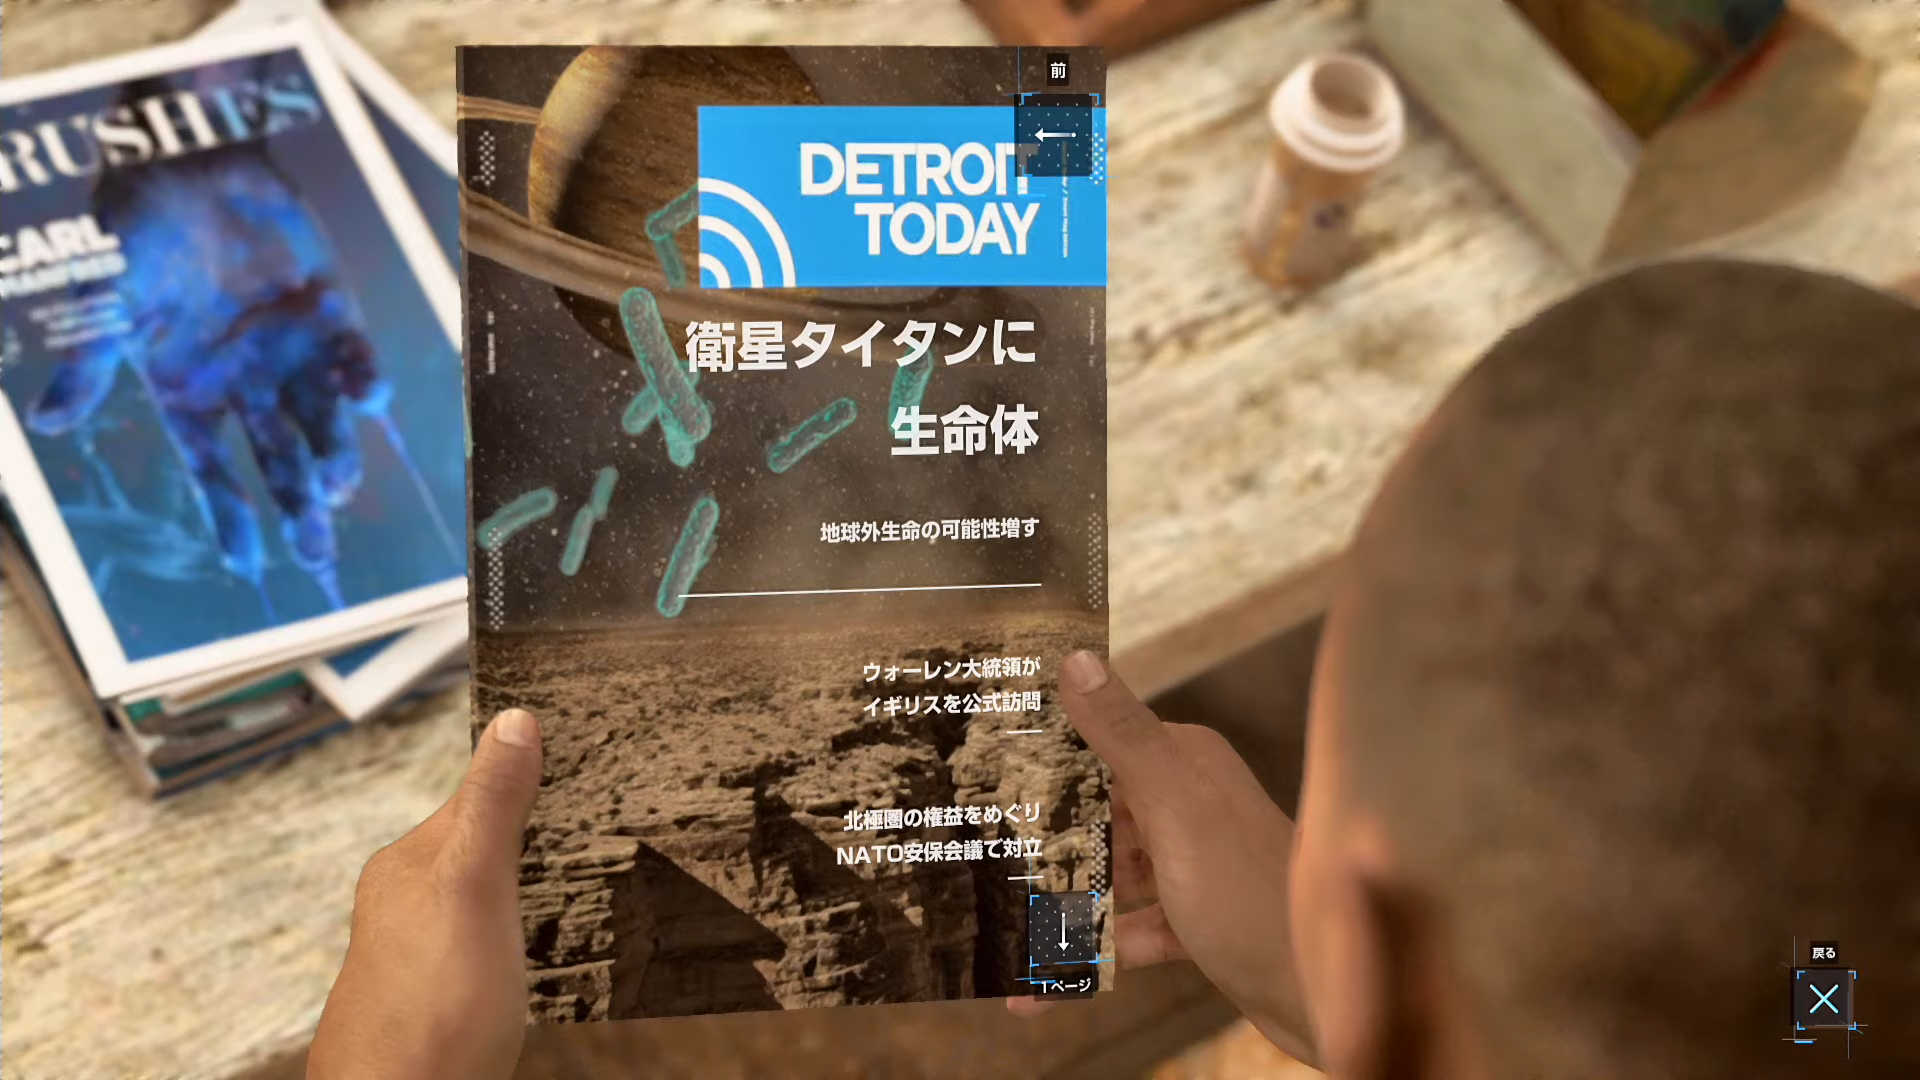 RUSHES
CARL
MANFRED
前
DETROIT
TODAY
衛星タイタンに
生命体
地球外生命の可能性増す
ウォーレン大統領が
イギリスを公式訪問
北極圏の権益をめぐり
NATO安保会議で対立
1ページ
戻る